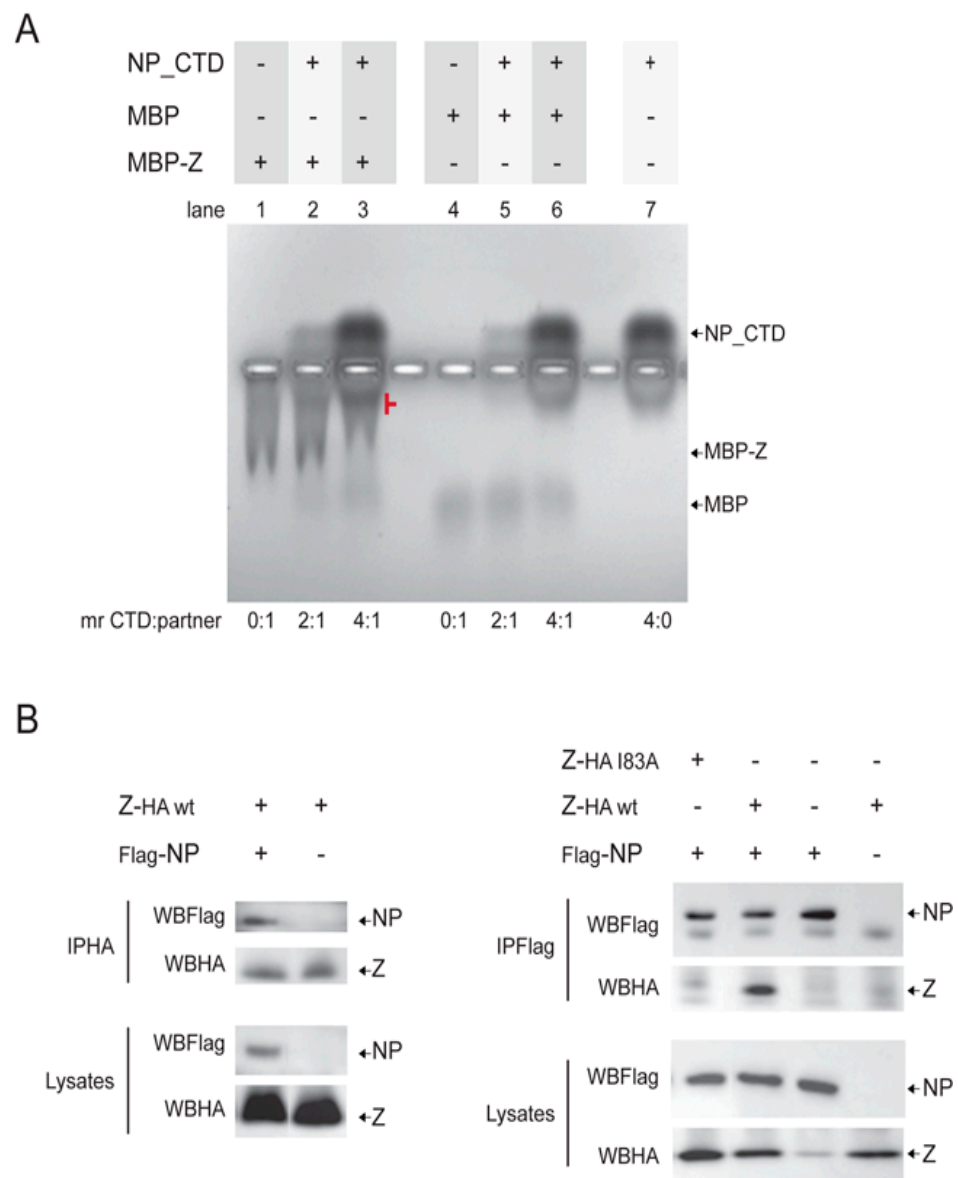 A
NP_CTD - + + - + + +
MBP - - - + + + -
MBP-Z + + + - - - -
lane 1 2 3 4 5 6 7
NP_CTD
MBP-Z
MBP
mr CTD:partner 0:1 2:1 4:1 0:1 2:1 4:1 4:0
B
Z-HA wt + +
Flag-NP + -
IPHA
WBFlag NP
WBHA Z
Lysates
WBFlag NP
WBHA Z
Z-HA I83A + - - -
Z-HA wt - + - +
Flag-NP + + + -
IPFlag
WBFlag NP
WBHA Z
Lysates
WBFlag NP
WBHA Z